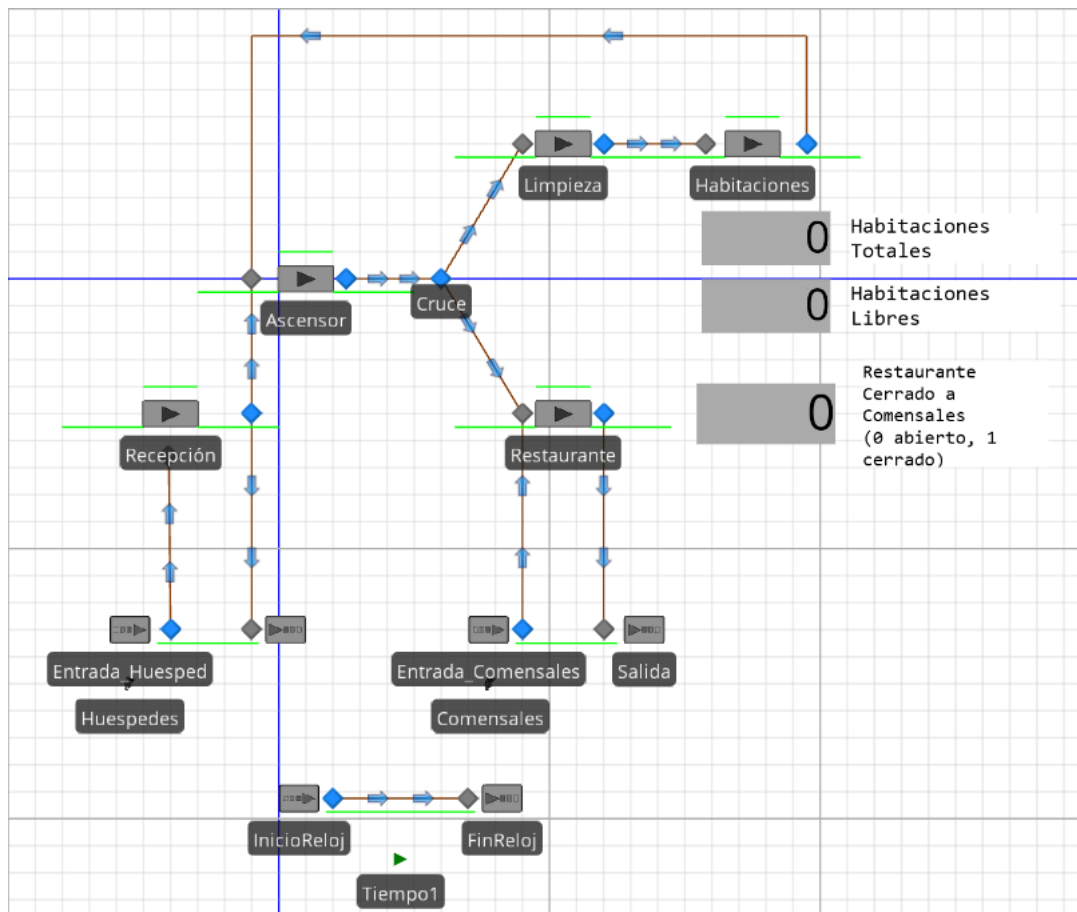 Limpieza
Habitaciones
0
Habitaciones
Totales
Ascensor
Cruce
0
Habitaciones
Libres
Recepción
Restaurante
0
Restaurante
Cerrado a
Comensales
(0 abierto, 1
cerrado)
Entrada_Huesped
Entrada_Comensales
Salida
Huespedes
Comensales
InicioReloj
FinReloj
Tiempo1